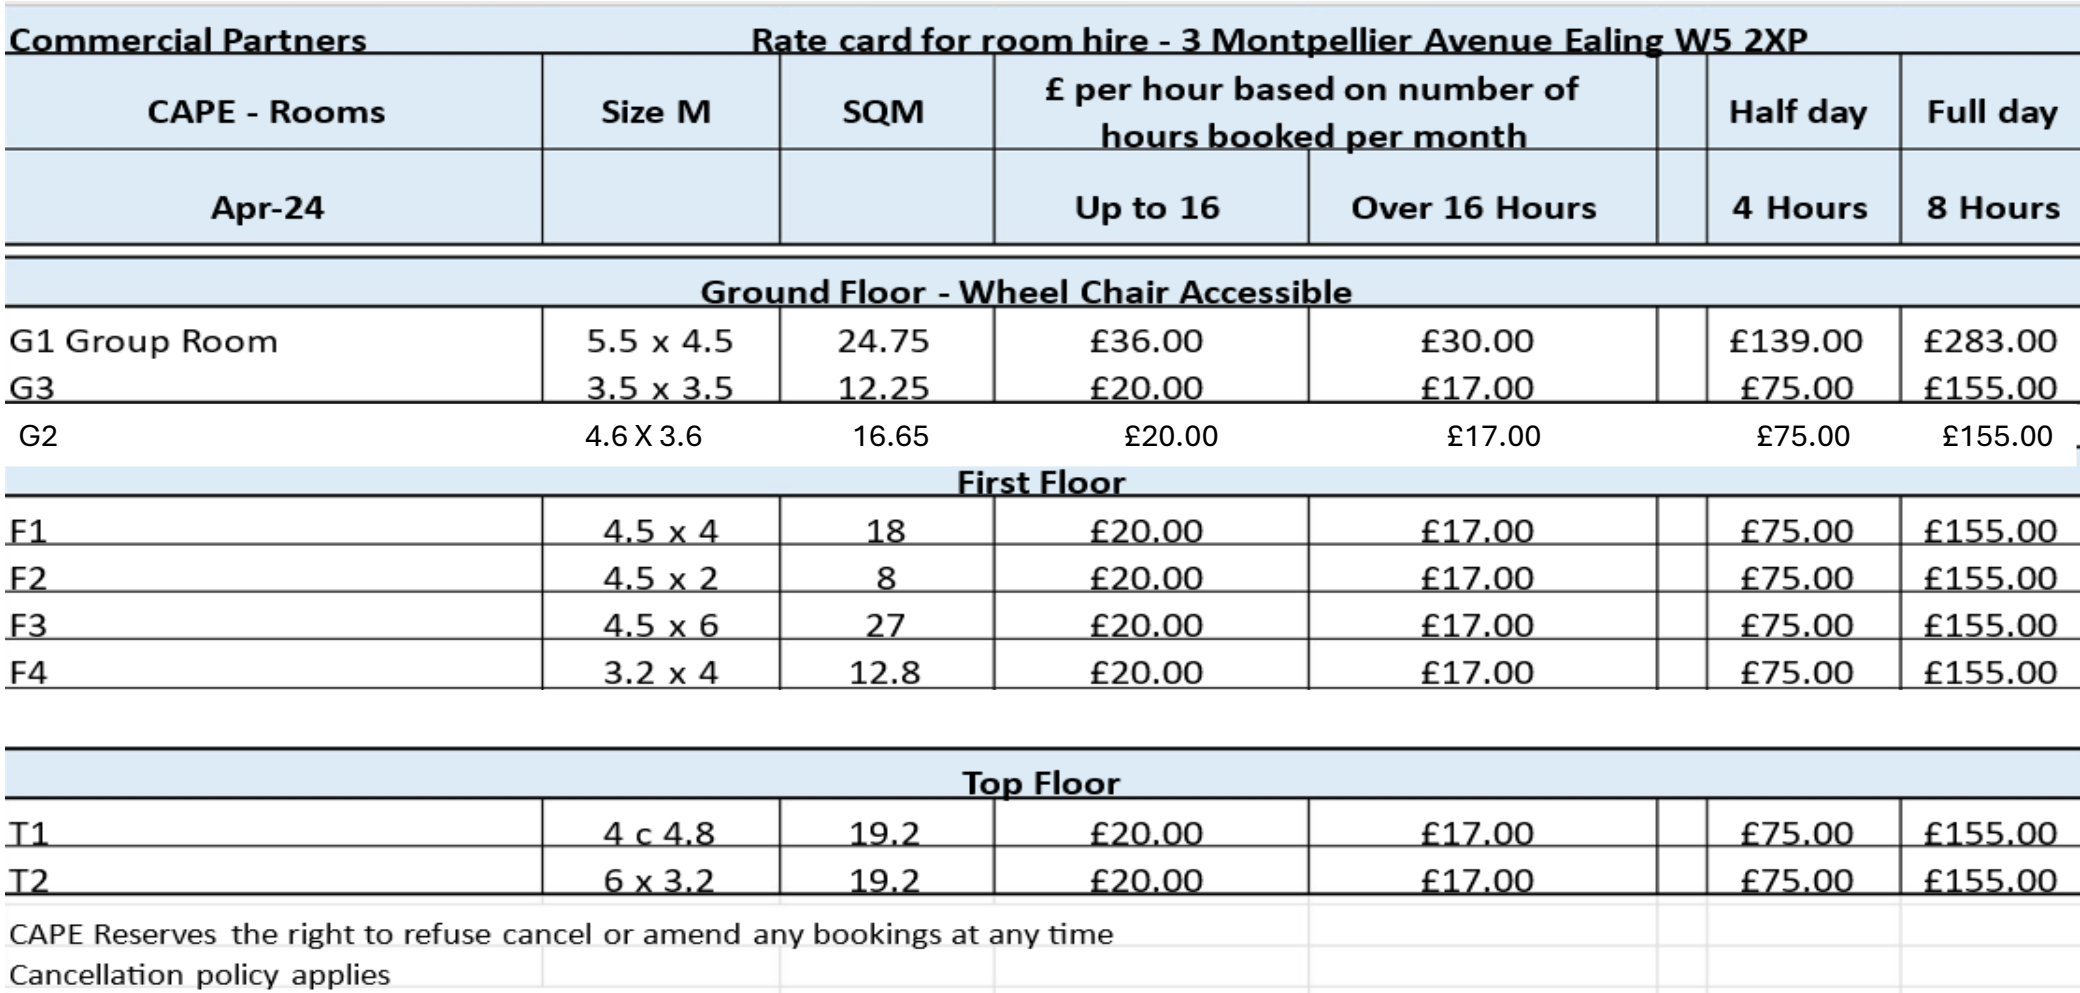 Commercial Partners Rate card for room hire - 3 Montpellier Avenue Ealing W5 2XP
CAPE - Rooms Size M SQM £ per hour based on number of hours booked per month Half day Full day
Apr-24 Up to 16 Over 16 Hours 4 Hours 8 Hours
Ground Floor - Wheel Chair Accessible
G1 Group Room 5.5 x 4.5 24.75 £36.00 £30.00 £139.00 £283.00
G3 3.5 x 3.5 12.25 £20.00 £17.00 £75.00 £155.00
G2 4.6 X 3.6 16.65 £20.00 £17.00 £75.00 £155.00
First Floor
F1 4.5 x 4 18 £20.00 £17.00 £75.00 £155.00
F2 4.5 x 2 8 £20.00 £17.00 £75.00 £155.00
F3 4.5 x 6 27 £20.00 £17.00 £75.00 £155.00
F4 3.2 x 4 12.8 £20.00 £17.00 £75.00 £155.00
Top Floor
T1 4 c 4.8 19.2 £20.00 £17.00 £75.00 £155.00
T2 6 x 3.2 19.2 £20.00 £17.00 £75.00 £155.00
CAPE Reserves the right to refuse cancel or amend any bookings at any time
Cancellation policy applies